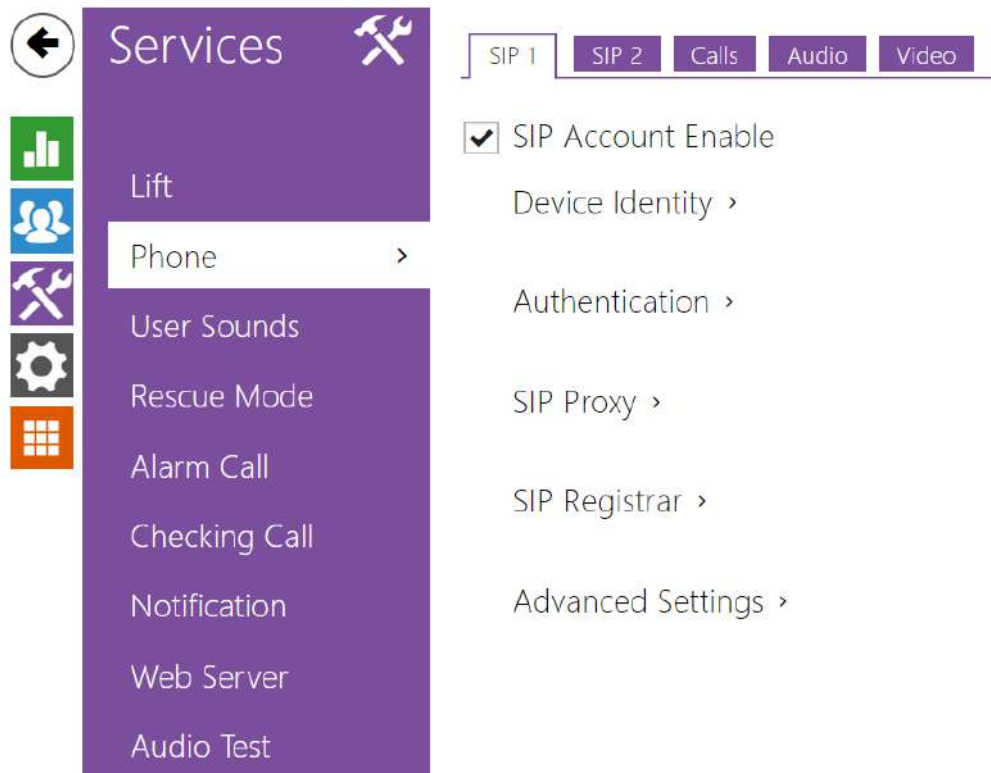 Services
Lift
Phone
User Sounds
Rescue Mode
Alarm Call
Checking Call
Notification
Web Server
Audio Test
SIP 1 SIP 2 Calls Audio Video
SIP Account Enable
Device Identity ›
Authentication ›
SIP Proxy ›
SIP Registrar ›
Advanced Settings ›